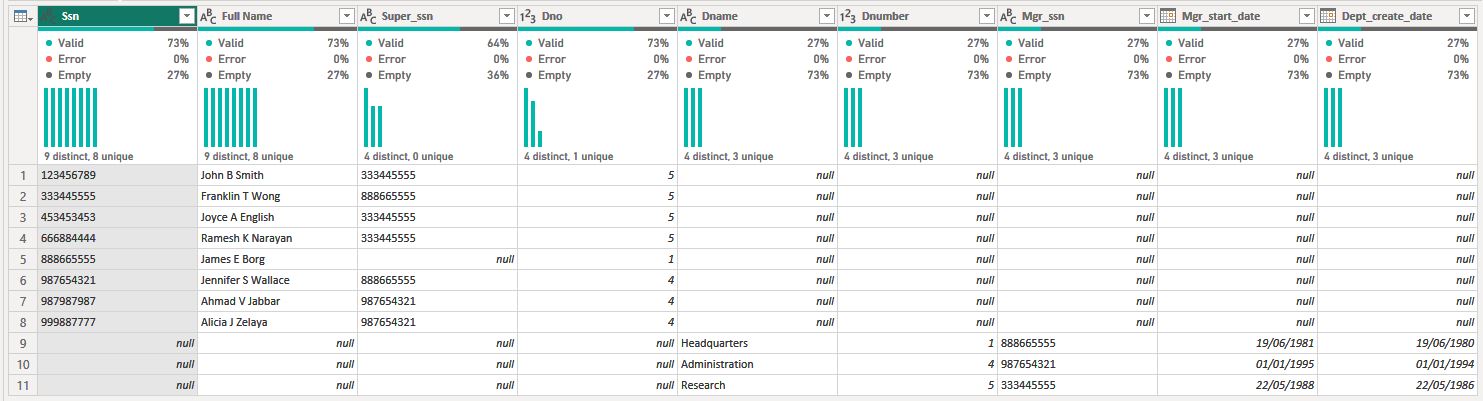 Ssn ABC Full Name ABC Super_ssn 123 Dno ABC Dname 123 Dnumber ABC Mgr_ssn Mgr_start_date Dept_create_date
Valid 73% Valid 73% Valid 64% Valid 73% Valid 27% Valid 27% Valid 27% Valid 27% Valid 27%
Error 0% Error 0% Error 0% Error 0% Error 0% Error 0% Error 0% Error 0% Error 0%
Empty 27% Empty 27% Empty 36% Empty 27% Empty 73% Empty 73% Empty 73% Empty 73% Empty 73%
9 distinct, 8 unique 9 distinct, 8 unique 4 distinct, 0 unique 4 distinct, 1 unique 4 distinct, 3 unique 4 distinct, 3 unique 4 distinct, 3 unique 4 distinct, 3 unique 4 distinct, 3 unique
1 123456789 John B Smith 333445555 5 null null null null null
2 333445555 Franklin T Wong 888665555 5 null null null null null
3 453453453 Joyce A English 333445555 5 null null null null null
4 666884444 Ramesh K Narayan 333445555 5 null null null null null
5 888665555 James E Borg null 1 null null null null null
6 987654321 Jennifer S Wallace 888665555 4 null null null null null
7 987987987 Ahmad V Jabbar 987654321 4 null null null null null
8 999887777 Alicia J Zelaya 987654321 4 null null null null null
9 null null null null Headquarters 1 888665555 19/06/1981 19/06/1980
10 null null null null Administration 4 987654321 01/01/1995 01/01/1994
11 null null null null Research 5 333445555 22/05/1988 22/05/1986